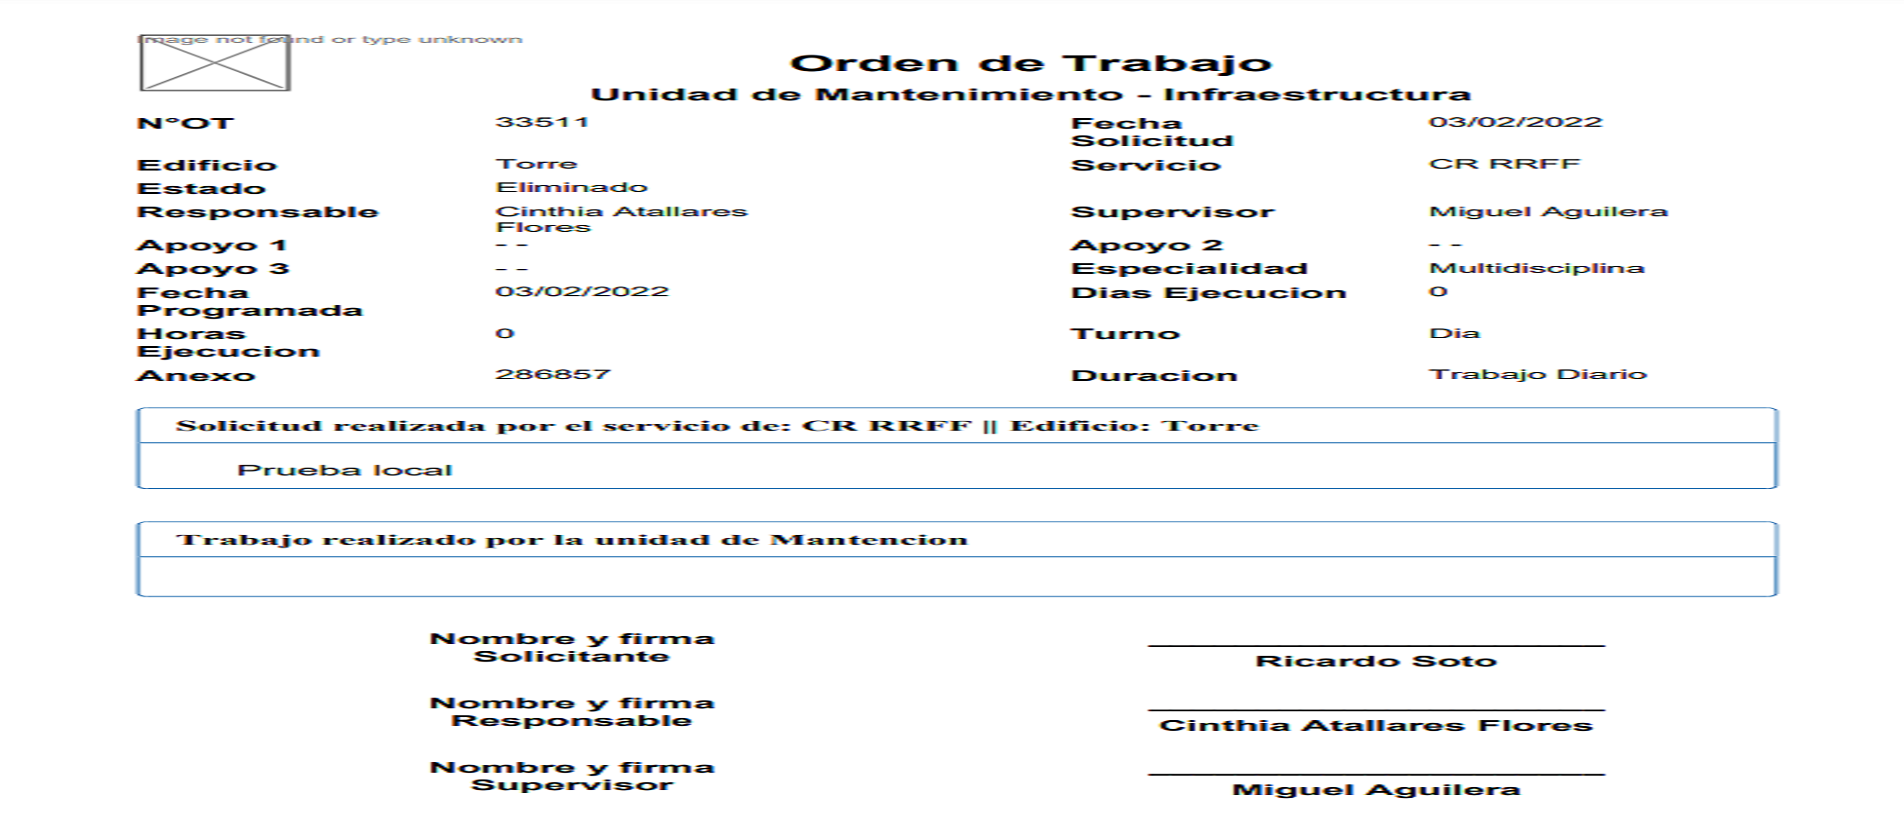 Image not found or type unknown
Orden de Trabajo
Unidad de Mantenimiento - Infraestructura
N°OT 33511 Fecha Solicitud 03/02/2022
Edificio Torre Servicio CR RRFF
Estado Eliminado
Responsable Cinthia Atallares Flores Supervisor Miguel Aguilera
Apoyo 1 - - Apoyo 2 - -
Apoyo 3 - - Especialidad Multidisciplina
Fecha Programada 03/02/2022 Dias Ejecucion 0
Horas Ejecucion 0 Turno Dia
Anexo 286857 Duracion Trabajo Diario
Solicitud realizada por el servicio de: CR RRFF || Edificio: Torre
Prueba local
Trabajo realizado por la unidad de Mantencion
Nombre y firma
Solicitante
Ricardo Soto
Nombre y firma
Responsable
Cinthia Atallares Flores
Nombre y firma
Supervisor
Miguel Aguilera